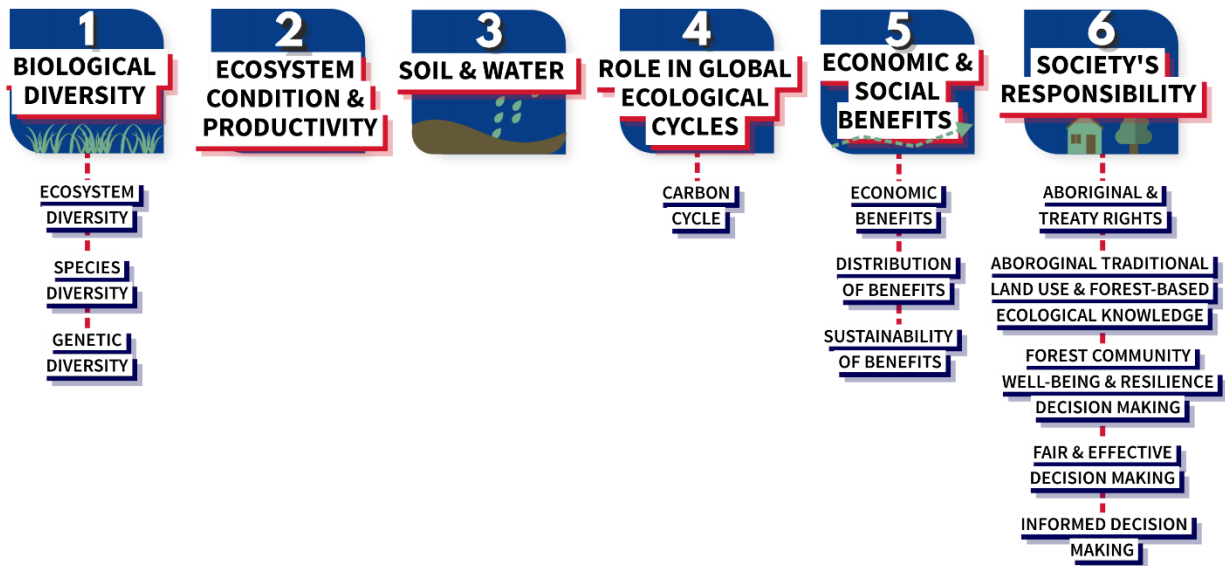 1
BIOLOGICAL
DIVERSITY
ECOSYSTEM
DIVERSITY
SPECIES
DIVERSITY
GENETIC
DIVERSITY
2
ECOSYSTEM
CONDITION &
PRODUCTIVITY
3
SOIL & WATER
4
ROLE IN GLOBAL
ECOLOGICAL
CYCLES
CARBON
CYCLE
5
ECONOMIC &
SOCIAL
BENEFITS
ECONOMIC
BENEFITS
DISTRIBUTION
OF BENEFITS
SUSTAINABILITY
OF BENEFITS
6
SOCIETY'S
RESPONSIBILITY
ABORIGINAL &
TREATY RIGHTS
ABOROGINAL TRADITIONAL
LAND USE & FOREST-BASED
ECOLOGICAL KNOWLEDGE
FOREST COMMUNITY
WELL-BEING & RESILIENCE
DECISION MAKING
FAIR & EFFECTIVE
DECISION MAKING
INFORMED DECISION
MAKING